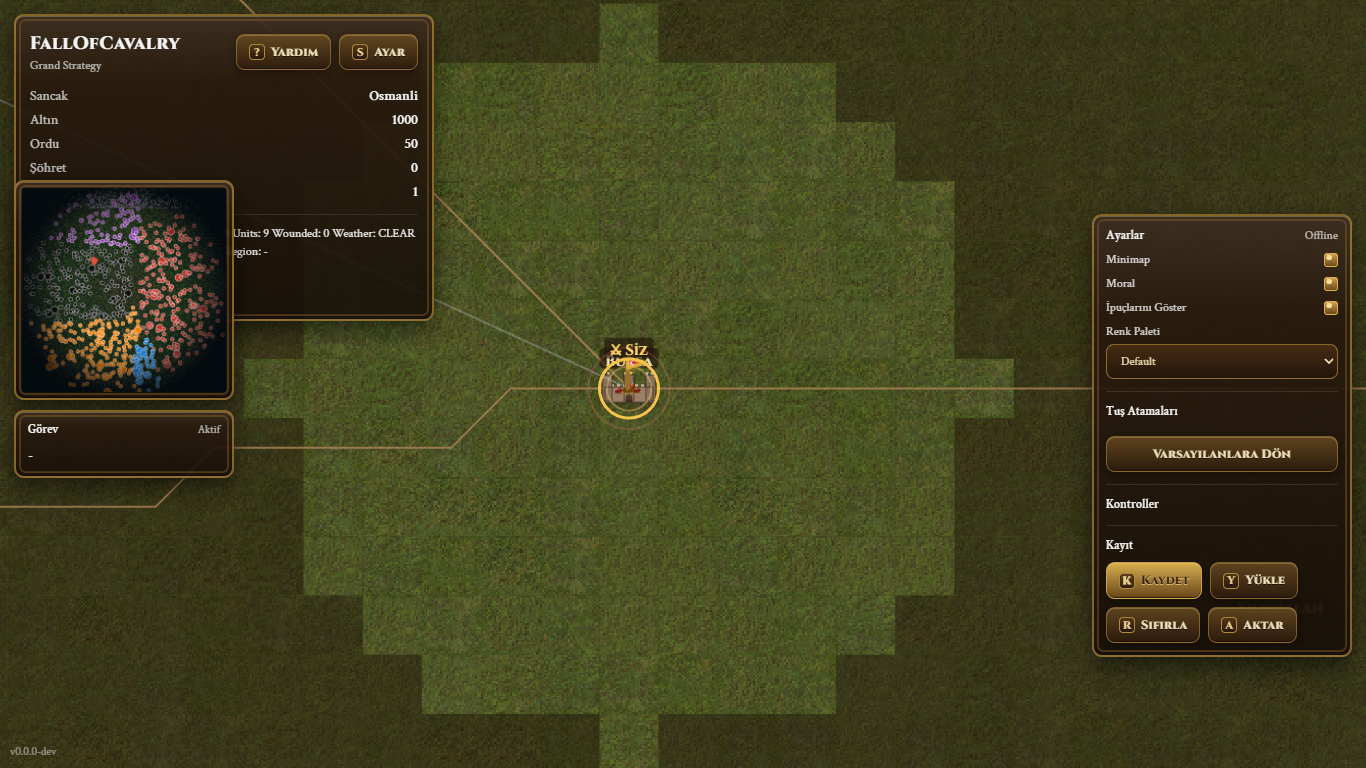 FallOfCavalry
Grand Strategy
? Yardım
S Ayar
Sancak Osmanli
Altın 1000
Ordu 50
Şöhret 0
1
Units: 9 Wounded: 0 Weather: CLEAR
egion: -
Görev Aktif
-
⚔ Siz
Ayarlar Offline
Minimap
Moral
İpuçlarını Göster
Renk Paleti
Default
Tuş Atamaları
Varsayılanlara Dön
Kontroller
Kayıt
K Kaydet
Y Yükle
R Sıfırla
A Aktar
v0.0.0-dev